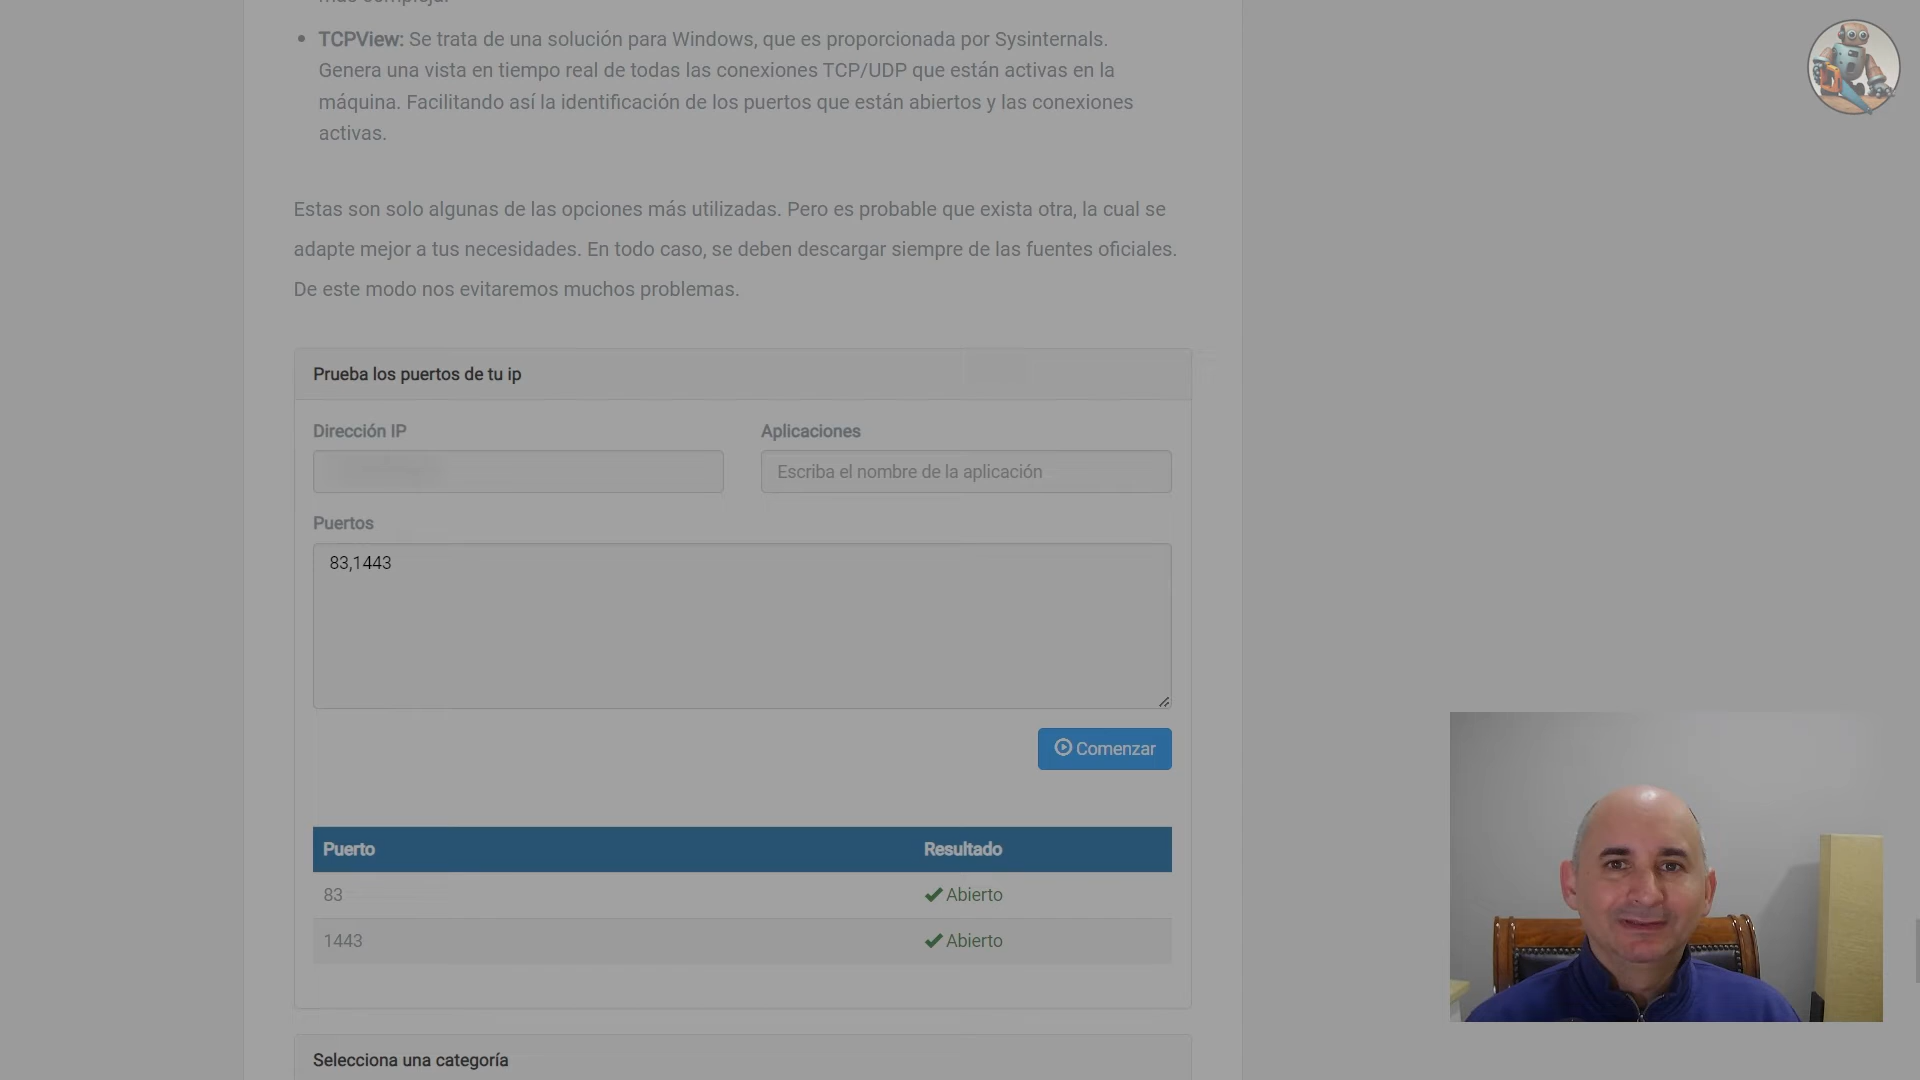 TCPView: Se trata de una solución para Windows, que es proporcionada por Sysinternals.
Genera una vista en tiempo real de todas las conexiones TCP/UDP que están activas en la
máquina. Facilitando así la identificación de los puertos que están abiertos y las conexiones
activas.
Estas son solo algunas de las opciones más utilizadas. Pero es probable que exista otra, la cual se
adapte mejor a tus necesidades. En todo caso, se deben descargar siempre de las fuentes oficiales.
De este modo nos evitaremos muchos problemas.
Prueba los puertos de tu ip
Dirección IP
Aplicaciones
Escriba el nombre de la aplicación
Puertos
83,1443
Comenzar
Puerto Resultado
83 Abierto
1443 Abierto
Selecciona una categoría